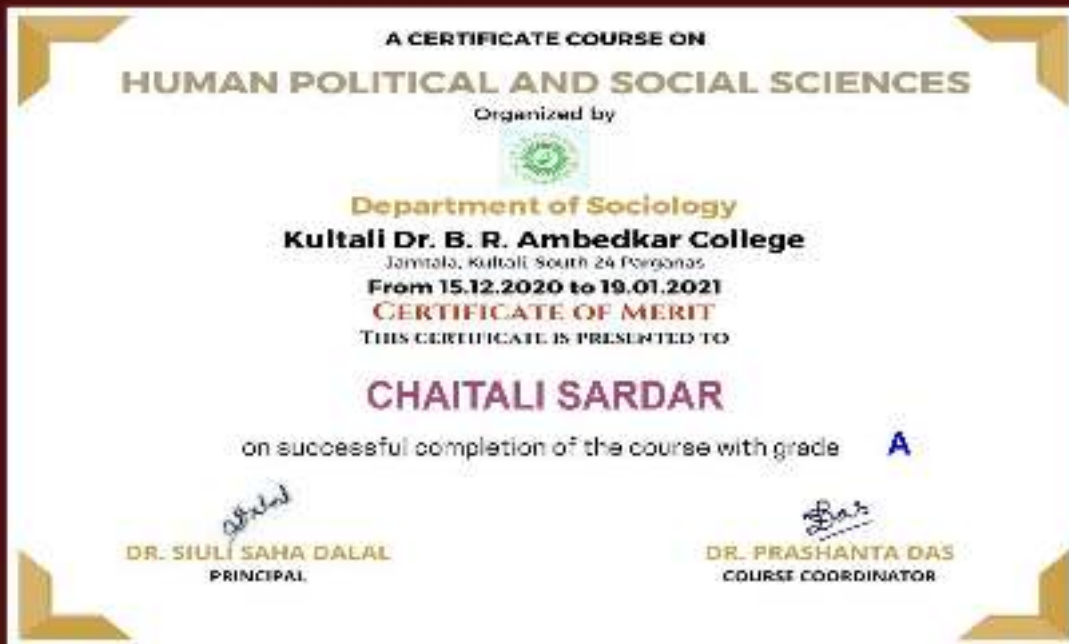 A CERTIFICATE COURSE ON
HUMAN POLITICAL AND SOCIAL SCIENCES
Organized by
Department of Sociology
Kultali Dr. B. R. Ambedkar College
Jamtala, Kultali, South 24 Parganas
From 15.12.2020 to 19.01.2021
CERTIFICATE OF MERIT
THIS CERTIFICATE IS PRESENTED TO
CHAITALI SARDAR
on successful completion of the course with grade A
Das
DR. SIULI SAHA DALAL
DR. PRASHANTA DAS
PRINCIPAL
COURSE COORDINATOR